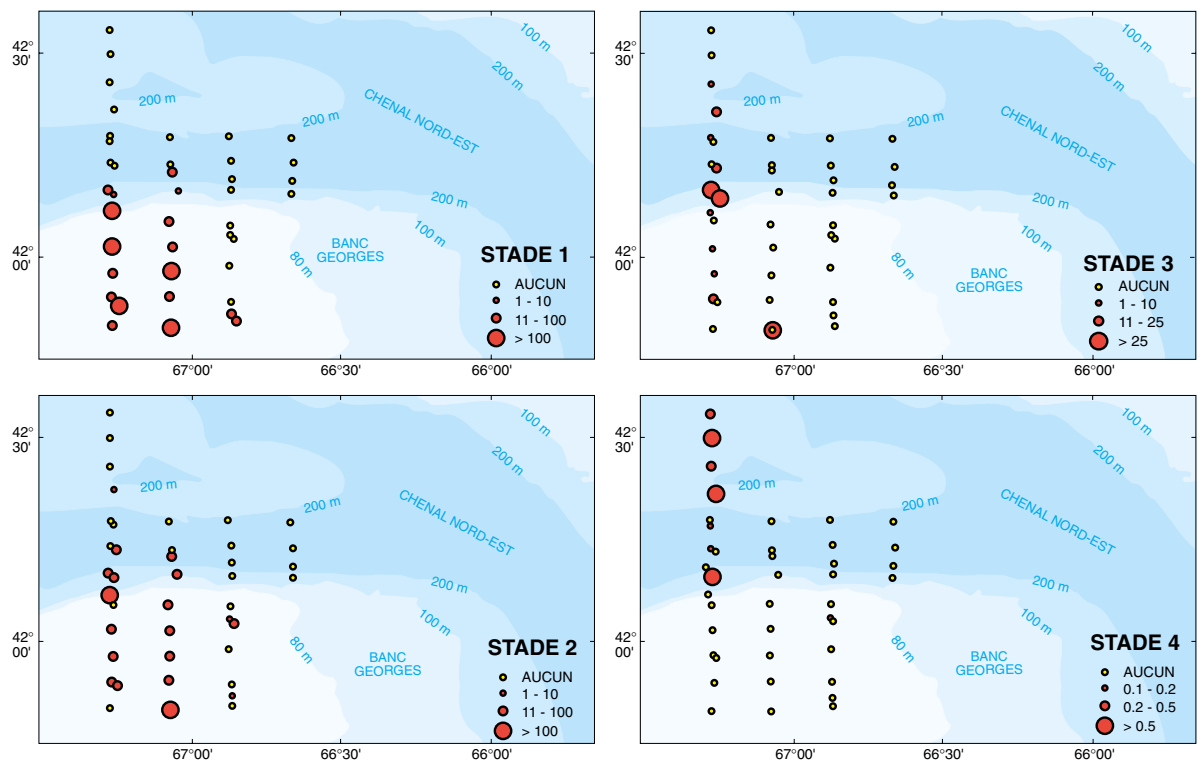 42°
30'
42°
00'
100 m
200 m
200 m
200 m
CHENAL NORD-EST
200 m
100 m
80 m
BANC
GEORGES
STADE 1
AUCUN
1 - 10
11 - 100
> 100
67°00'
66°30'
66°00'
42°
30'
42°
00'
100 m
200 m
200 m
200 m
CHENAL NORD-EST
200 m
100 m
80 m
BANC
GEORGES
STADE 3
AUCUN
1 - 10
11 - 25
> 25
67°00'
66°30'
66°00'
42°
30'
42°
00'
100 m
200 m
200 m
200 m
CHENAL NORD-EST
200 m
100 m
80 m
BANC
GEORGES
STADE 2
AUCUN
1 - 10
11 - 100
> 100
67°00'
66°30'
66°00'
42°
30'
42°
00'
100 m
200 m
200 m
200 m
CHENAL NORD-EST
200 m
100 m
80 m
BANC
GEORGES
STADE 4
AUCUN
0.1 - 0.2
0.2 - 0.5
> 0.5
67°00'
66°30'
66°00'